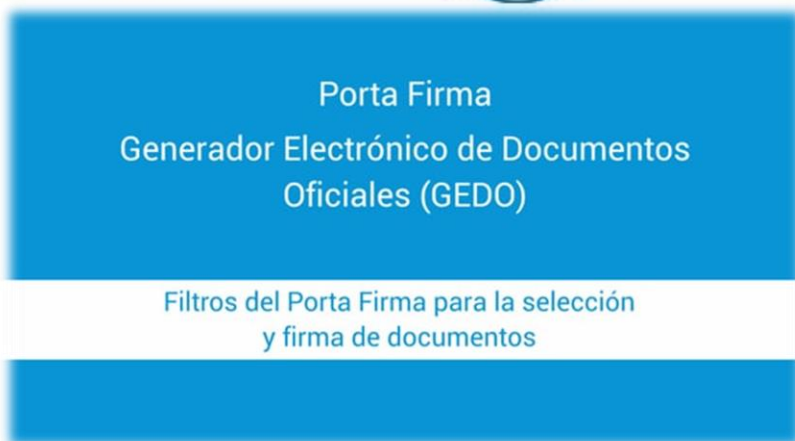 Porta Firma
Generador Electrónico de Documentos
Oficiales (GEDO)
Filtros del Porta Firma para la selección
y firma de documentos